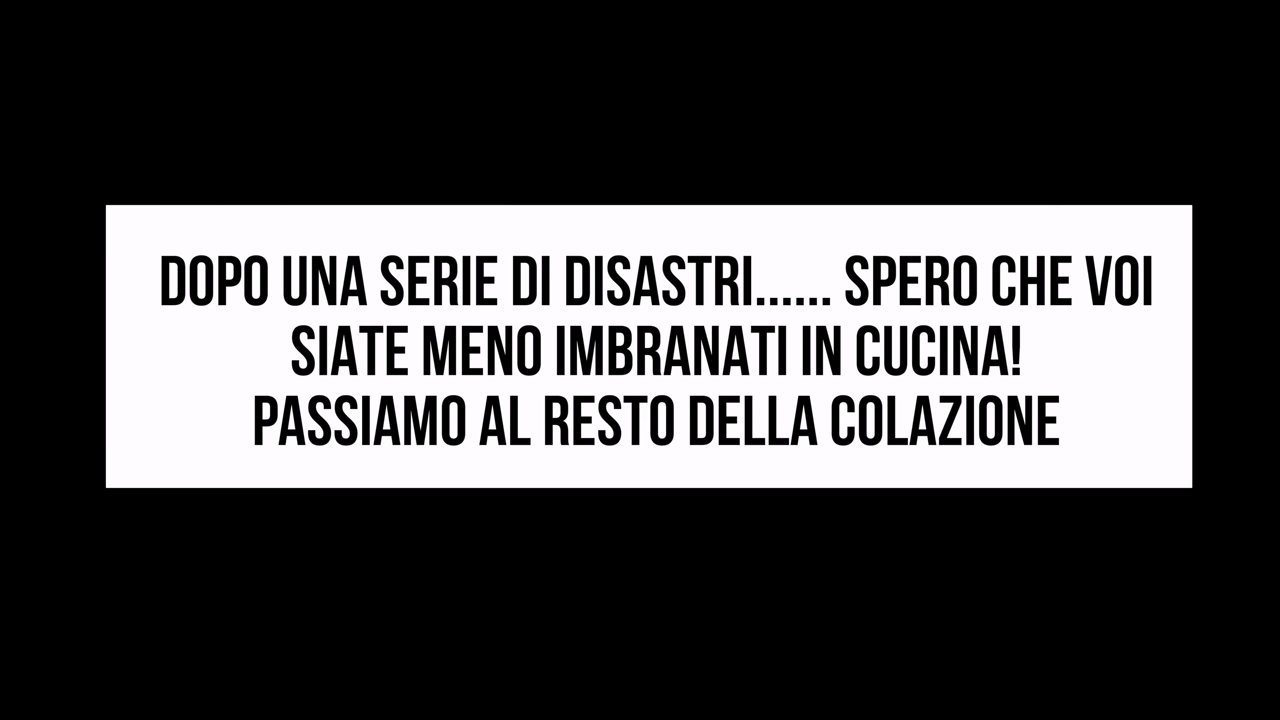 DOPO UNA SERIE DI DISASTRI...... SPERO CHE VOI
SIATE MENO IMBRANATI IN CUCINA!
PASSIAMO AL RESTO DELLA COLAZIONE